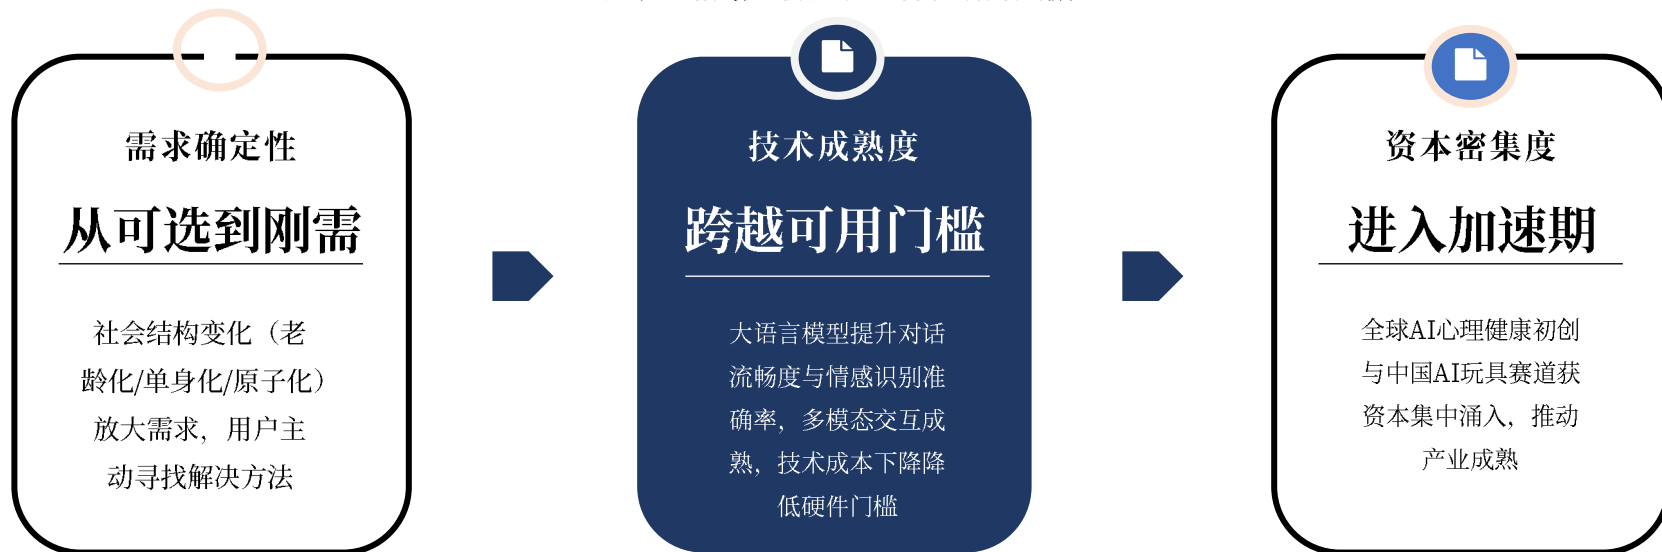 需求确定性
从可选到刚需
社会结构变化（老
龄化/单身化/原子化）
放大需求，用户主
动寻找解决方法
技术成熟度
跨越可用门槛
大语言模型提升对话
流畅度与情感识别准
确率，多模态交互成
熟，技术成本下降降
低硬件门槛
资本密集度
进入加速期
全球AI心理健康初创
与中国AI玩具赛道获
资本集中涌入，推动
产业成熟